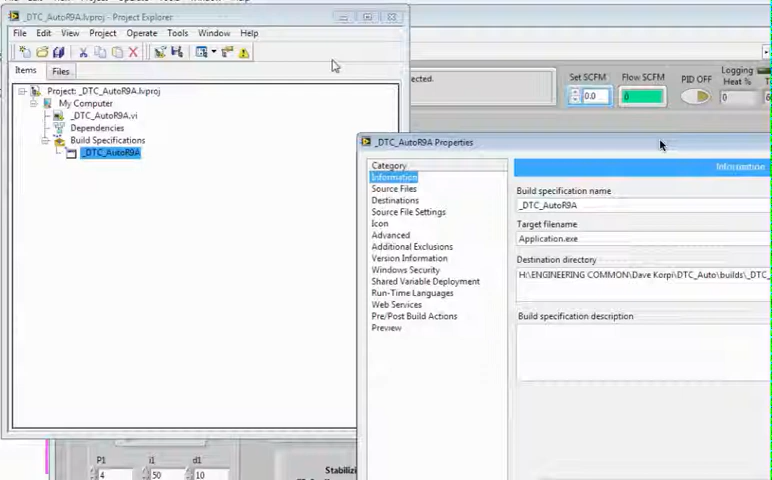 _DTC_AutoR9A.lvproj - Project Explorer
File Edit View Project Operate Tools Window Help
Items Files
Project: _DTC_AutoR9A.lvproj
My Computer
_DTC_AutoR9A.vi
Dependencies
Build Specifications
_DTC_AutoR9A
ected.
Set SCFM
Flow SCFM
PID OFF
Logging
Heat %
0.0
0
0
_DTC_AutoR9A Properties
Category
Information
Source Files
Destinations
Source File Settings
Icon
Advanced
Additional Exclusions
Version Information
Windows Security
Shared Variable Deployment
Run-Time Languages
Web Services
Pre/Post Build Actions
Preview
Information
Build specification name
_DTC_AutoR9A
Target filename
Application.exe
Destination directory
H:\ENGINEERING COMMON\Dave Korpi\DTC_Auto\builds\_DTC_
Build specification description
P1 i1 d1
4 50 10
Stabiliz